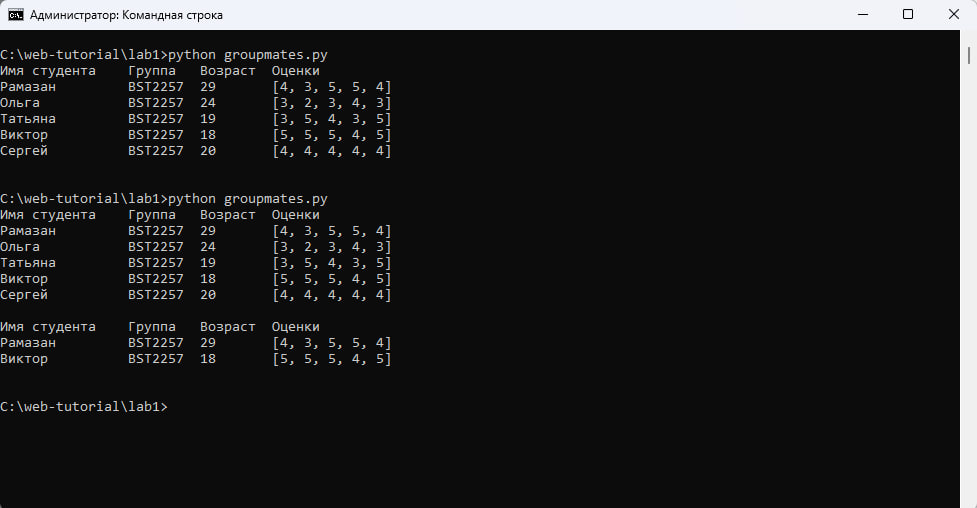 Администратор: Командная строка
C:\web-tutorial\lab1>python groupmates.py
Имя студента    Группа   Возраст  Оценки
Рамазан         BST2257  29       [4, 3, 5, 5, 4]
Ольга           BST2257  24       [3, 2, 3, 4, 3]
Татьяна         BST2257  19       [3, 5, 4, 3, 5]
Виктор          BST2257  18       [5, 5, 5, 4, 5]
Сергей          BST2257  20       [4, 4, 4, 4, 4]
C:\web-tutorial\lab1>python groupmates.py
Имя студента    Группа   Возраст  Оценки
Рамазан         BST2257  29       [4, 3, 5, 5, 4]
Ольга           BST2257  24       [3, 2, 3, 4, 3]
Татьяна         BST2257  19       [3, 5, 4, 3, 5]
Виктор          BST2257  18       [5, 5, 5, 4, 5]
Сергей          BST2257  20       [4, 4, 4, 4, 4]
Имя студента    Группа   Возраст  Оценки
Рамазан         BST2257  29       [4, 3, 5, 5, 4]
Виктор          BST2257  18       [5, 5, 5, 4, 5]
C:\web-tutorial\lab1>